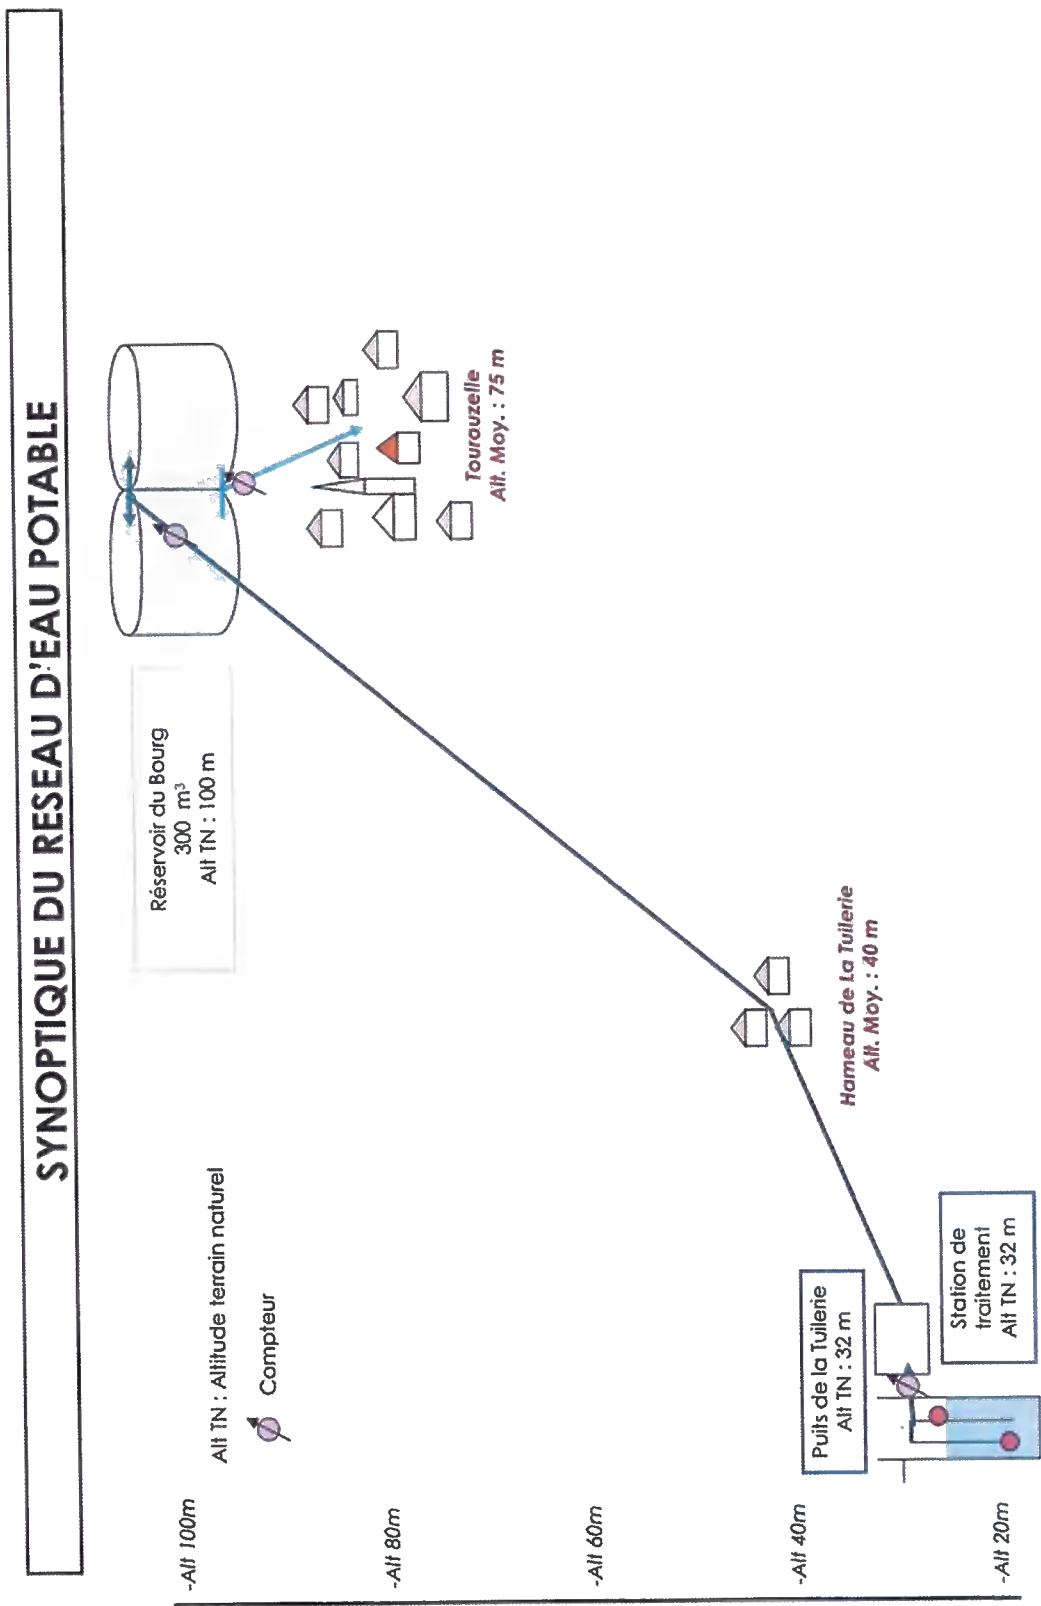 SYNOPTIQUE DU RESEAU D'EAU POTABLE
Réservoir du Bourg
300 m³
Alt TN : 100 m
Tourouzelle
Alt. Moy. : 75 m
Alt TN : Altitude terrain naturel
Compteur
Hameau de La Tuilerie
Alt. Moy. : 40 m
Puits de la Tuilerie
Alt TN : 32 m
Station de
traitement
Alt TN : 32 m
-Alt 100m
-Alt 80m
-Alt 60m
-Alt 40m
-Alt 20m